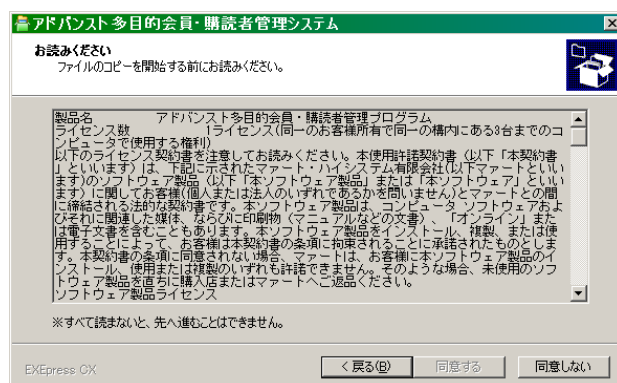 アドバンスト多目的会員・購読者管理システム
お読みください
ファイルのコピーを開始する前にお読みください。
製品名 アドバンスト多目的会員・購読者管理プログラム
ライセンス数 1ライセンス(同一のお客様所有で同一の構内にある3台までのコ
ンピュータで使用する権利)
以下のライセンス契約書を注意してお読みください。本使用許諾契約書（以下「本契約書
」といいます）は、下記に示されたマァート・ハイシステム有限会社(以下マァートといい
ます)のソフトウェア製品（以下「本ソフトウェア製品」または「本ソフトウェア」といい
ます）に関してお客様(個人または法人のいずれであるかを問いません)とマァートとの間
に締結される法的な契約書です。本ソフトウェア製品は、コンピュータ ソフトウェアおよ
びそれに関連した媒体、ならびに印刷物（マニュアルなどの文書）、「オンライン」また
は電子文書を含むこともあります。本ソフトウェア製品をインストール、複製、または使
用することによって、お客様は本契約書の条項に拘束されることに承諾されたものとしま
す。本契約書の条項に同意されない場合、マァートは、お客様に本ソフトウェア製品のイ
ンストール、使用または複製のいずれも許諾できません。そのような場合、未使用のソフ
トウェア製品を直ちに購入店またはマァートへご返品ください。
ソフトウェア製品ライセンス
※すべて読まないと、先へ進むことはできません。
EXEpress CX
< 戻る(B)
同意する
同意しない